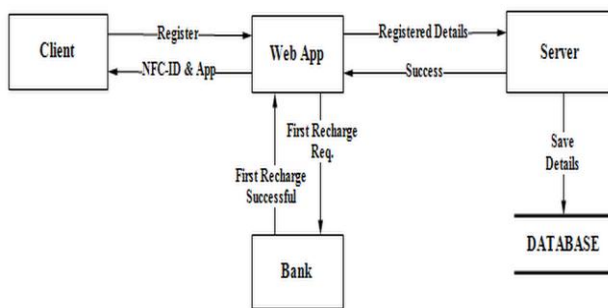 Client
Register
NFC-ID & App
Web App
Registered Details
Success
Server
First Recharge
Req.
First Recharge
Successful
Save
Details
Bank
DATABASE